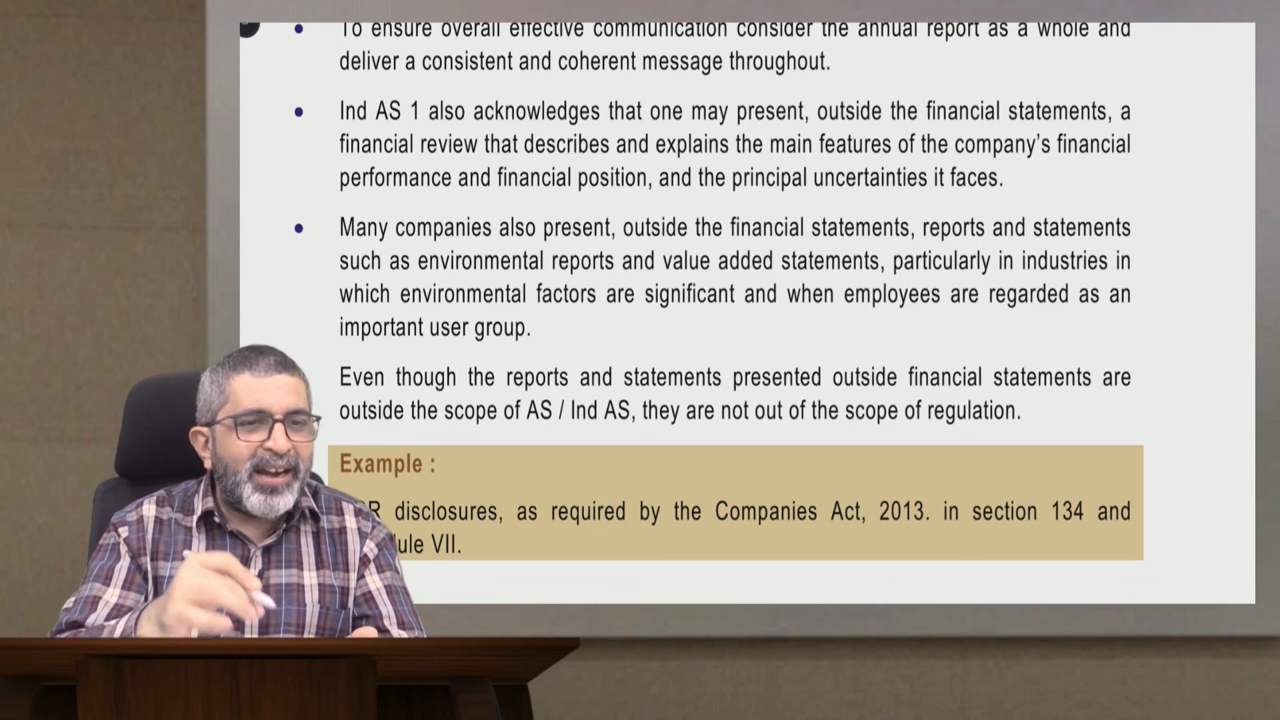 To ensure overall effective communication consider the annual report as a whole and
deliver a consistent and coherent message throughout.
Ind AS 1 also acknowledges that one may present, outside the financial statements, a
financial review that describes and explains the main features of the company's financial
performance and financial position, and the principal uncertainties it faces.
Many companies also present, outside the financial statements, reports and statements
such as environmental reports and value added statements, particularly in industries in
which environmental factors are significant and when employees are regarded as an
important user group.
Even though the reports and statements presented outside financial statements are
outside the scope of AS / Ind AS, they are not out of the scope of regulation.
Example :
disclosures, as required by the Companies Act, 2013. in section 134 and
VII.